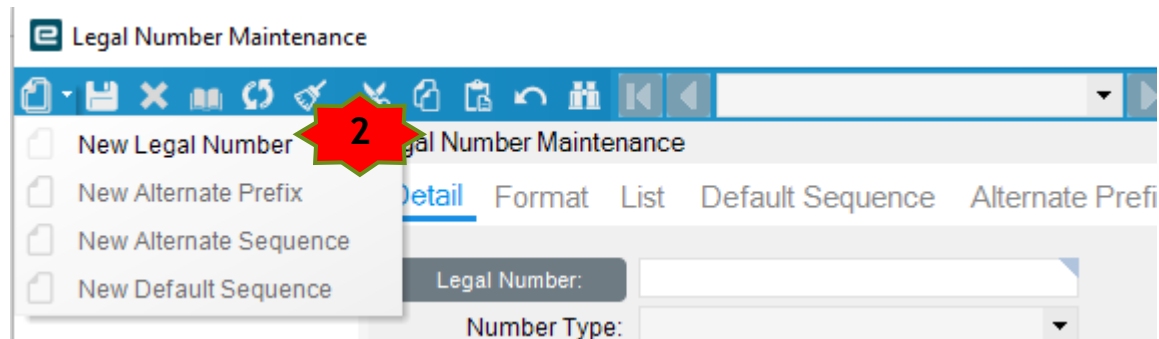 Legal Number Maintenance
New Legal Number
2
gal Number Maintenance
New Alternate Prefix
Detail Format List Default Sequence Alternate Prefi
New Alternate Sequence
New Default Sequence
Legal Number:
Number Type: